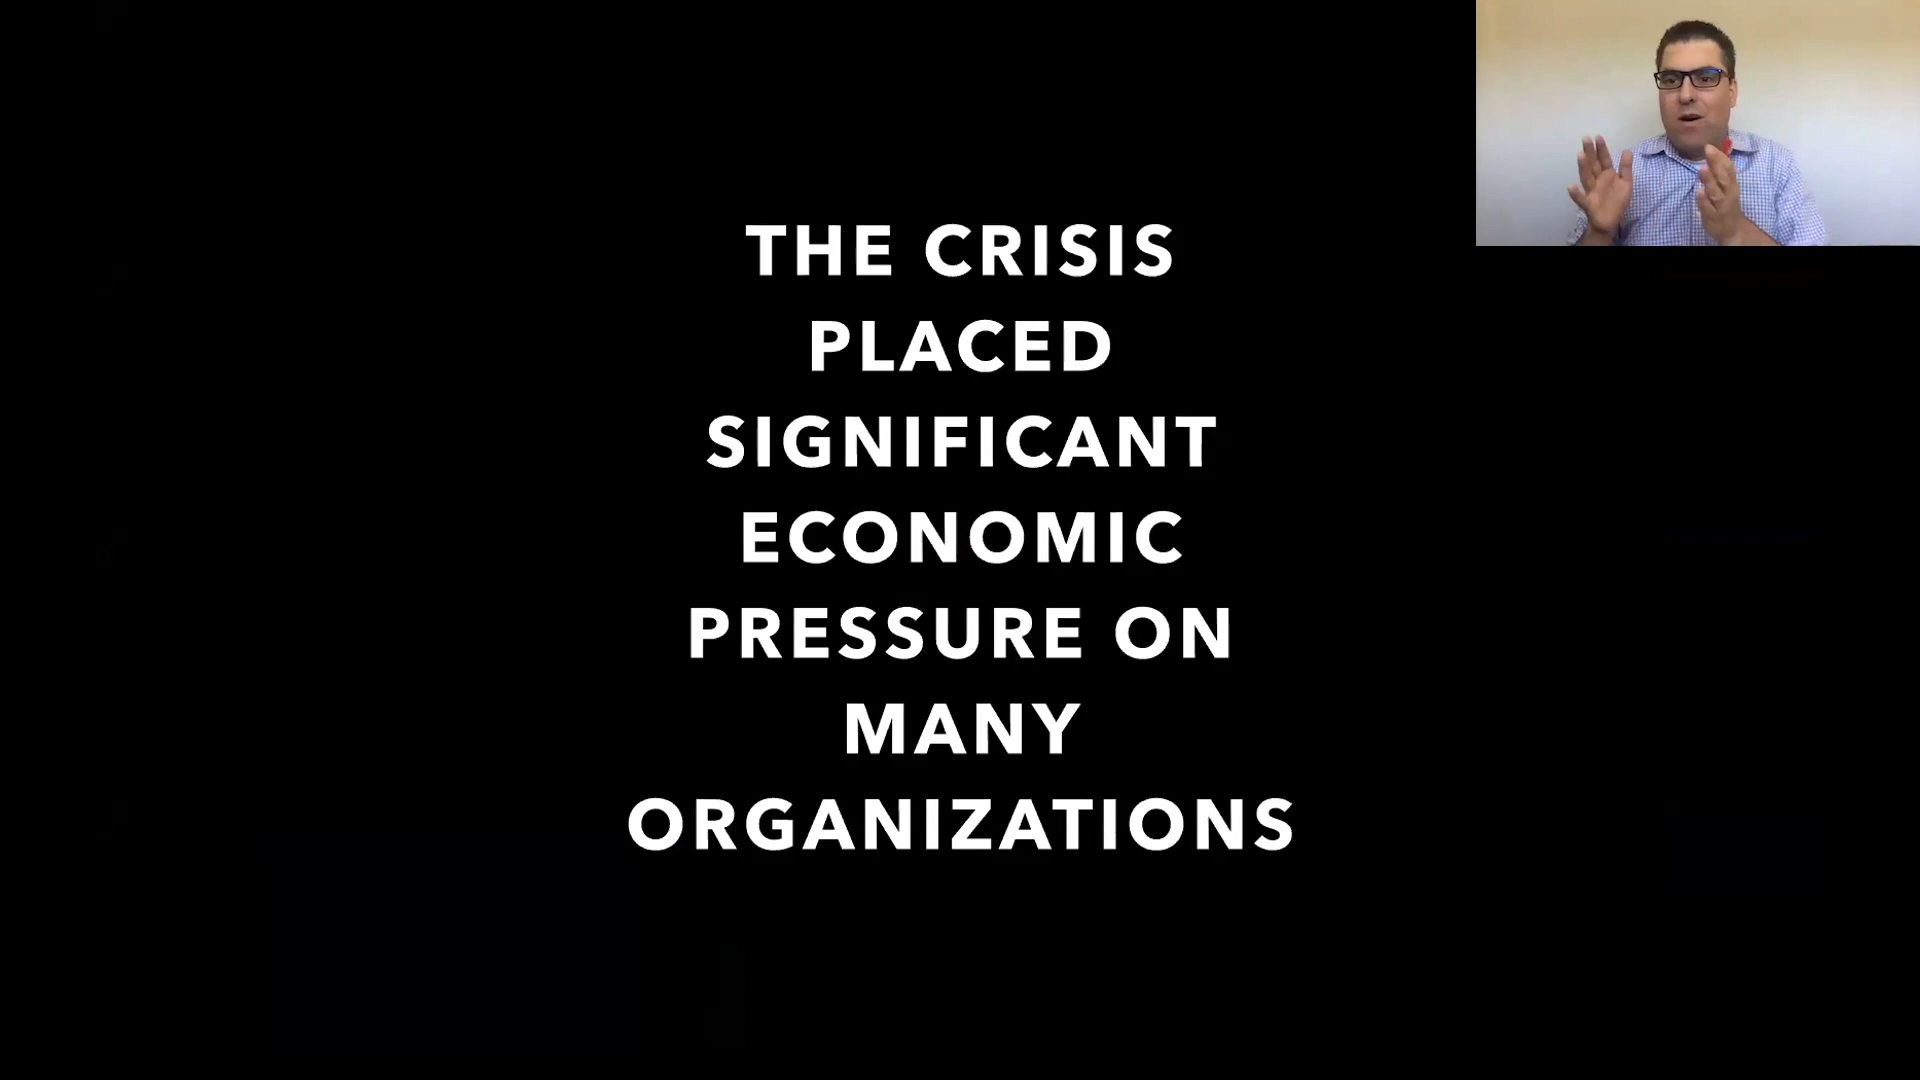 THE CRISIS
PLACED
SIGNIFICANT
ECONOMIC
PRESSURE ON
MANY
ORGANIZATIONS